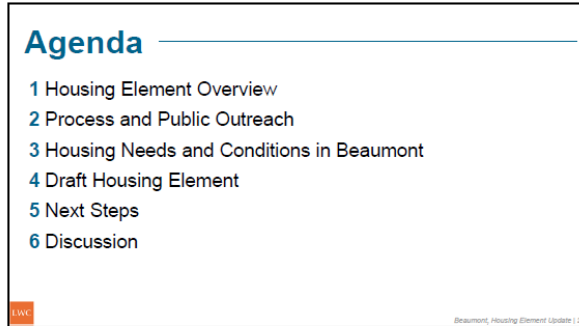 Agenda
1 Housing Element Overview
2 Process and Public Outreach
3 Housing Needs and Conditions in Beaumont
4 Draft Housing Element
5 Next Steps
6 Discussion
LWC
Beaumont, Housing Element Update |